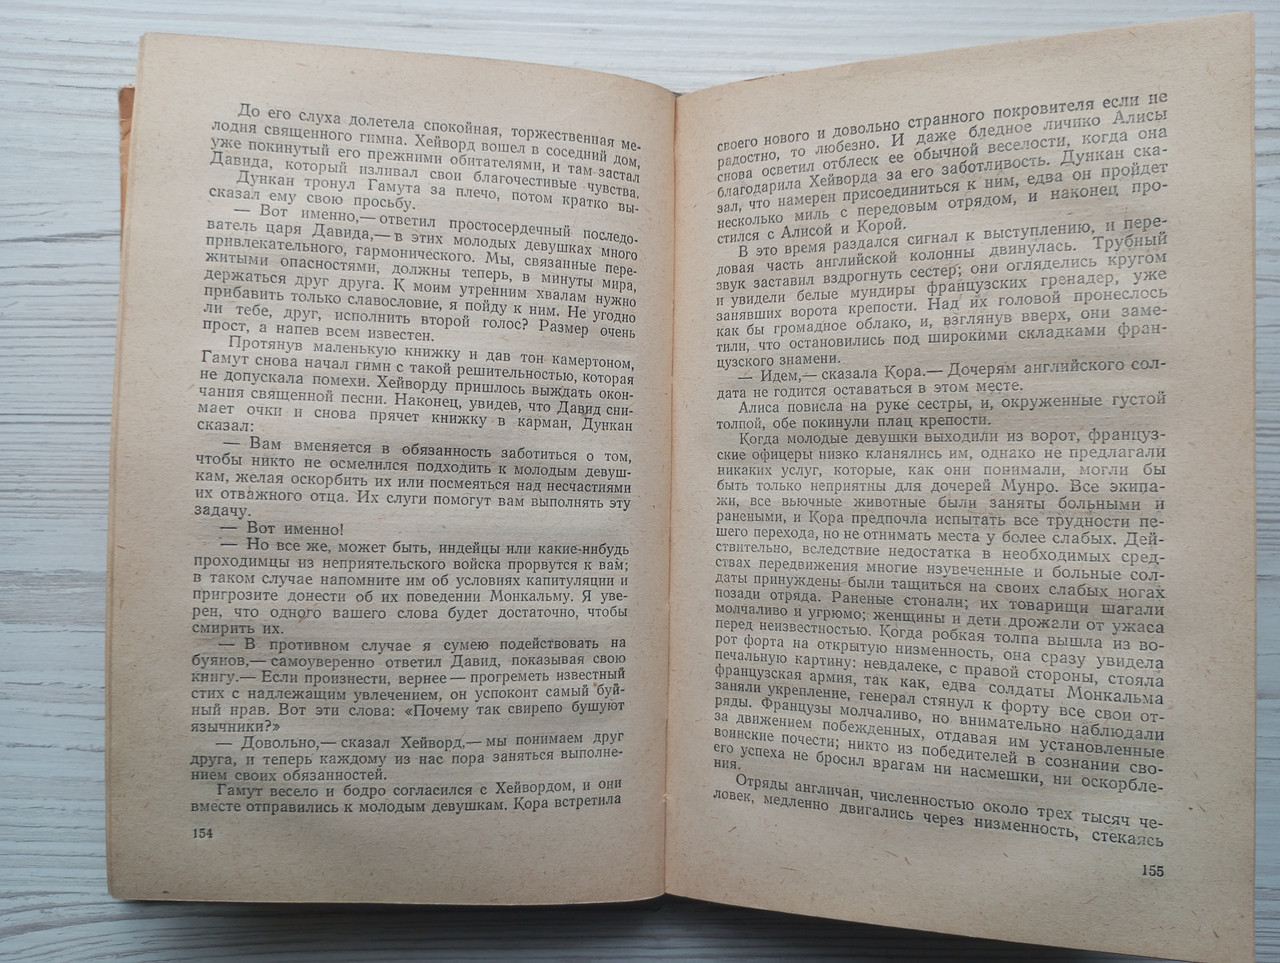 До его слуха долетела спокойная, торжественная ме-
лодия священного гимна. Хейворд вошел в соседний дом,
уже покинутый его прежними обитателями, и там застал
Давида, который изливал свои благочестивые чувства.
Дункан тронул Гамута за плечо, потом кратко вы-
сказал ему свою просьбу.
— Вот именно,— ответил простосердечный последо-
ватель царя Давида,— в этих молодых девушках много
привлекательного, гармонического. Мы, связанные пере-
житыми опасностями, должны теперь, в минуты мира,
держаться друг друга. К моим утренним хвалам нужно
прибавить только славословие, я пойду к ним. Не угодно
ли тебе, друг, исполнить второй голос? Размер очень
прост, а напев всем известен.
Протянув маленькую книжку и дав тон камертоном,
Гамут снова начал гимн с такой решительностью, которая
не допускала помехи. Хейворду пришлось выждать окон-
чания священной песни. Наконец, увидев, что Давид сни-
мает очки и снова прячет книжку в карман, Дункан
сказал:
— Вам вменяется в обязанность заботиться о том,
чтобы никто не осмелился подходить к молодым девуш-
кам, желая оскорбить их или посмеяться над несчастиями
их отважного отца. Их слуги помогут вам выполнять эту
задачу.
— Вот именно!
— Но все же, может быть, индейцы или какие-нибудь
проходимцы из неприятельского войска прорвутся к вам;
в таком случае напомните им об условиях капитуляции и
пригрозите донести об их поведении Монкальму. Я уве-
рен, что одного вашего слова будет достаточно, чтобы
смирить их.
— В противном случае я сумею подействовать на
буянов,— самоуверенно ответил Давид, показывая свою
книгу.— Если произнести, вернее — прогреметь известный
стих с надлежащим увлечением, он успокоит самый буй-
ный нрав. Вот эти слова: «Почему так свирепо бушуют
язычники?»
— Довольно,— сказал Хейворд,— мы понимаем друг
друга, и теперь каждому из нас пора заняться выполне-
нием своих обязанностей.
Гамут весело и бодро согласился с Хейвордом, и они
вместе отправились к молодым девушкам. Кора встретила
154
своего нового и довольно странного покровителя если не
радостно, то любезно. И даже бледное личико Алисы
снова осветил отблеск ее обычной веселости, когда она
благодарила Хейворда за его заботливость. Дункан ска-
зал, что намерен присоединиться к ним, едва он пройдет
несколько миль с передовым отрядом, и наконец про-
стился с Алисой и Корой.
В это время раздался сигнал к выступлению, и пере-
довая часть английской колонны двинулась. Трубный
звук заставил вздрогнуть сестер; они огляделись кругом
и увидели белые мундиры французских гренадер, уже
занявших ворота крепости. Над их головой пронеслось
как бы громадное облако, и, взглянув вверх, они заме-
тили, что остановились под широкими складками фран-
цузского знамени.
— Идем,— сказала Кора.— Дочерям английского сол-
дата не годится оставаться в этом месте.
Алиса повисла на руке сестры, и, окруженные густой
толпой, обе покинули плац крепости.
Когда молодые девушки выходили из ворот, француз-
ские офицеры низко кланялись им, однако не предлагали
никаких услуг, которые, как они понимали, могли бы
быть только неприятны для дочерей Мунро. Все экипа-
жи, все вьючные животные были заняты больными и
ранеными, и Кора предпочла испытать все трудности пе-
шего перехода, но не отнимать места у более слабых. Дей-
ствительно, вследствие недостатка в необходимых сред-
ствах передвижения многие изувеченные и больные сол-
даты принуждены были тащиться на своих слабых ногах
позади отряда. Раненые стонали; их товарищи шагали
молчаливо и угрюмо; женщины и дети дрожали от ужаса
перед неизвестностью. Когда робкая толпа вышла из во-
рот форта на открытую низменность, она сразу увидела
печальную картину: невдалеке, с правой стороны, стояла
французская армия, так как, едва солдаты Монкальма
заняли укрепление, генерал стянул к форту все свои от-
ряды. Французы молчаливо, но внимательно наблюдали
за движением побежденных, отдавая им установленные
воинские почести; никто из победителей в сознании сво-
его успеха не бросил врагам ни насмешки, ни оскорбле-
ния.
Отряды англичан, численностью около трех тысяч че-
ловек, медленно двигались через низменность, стекаясь
155